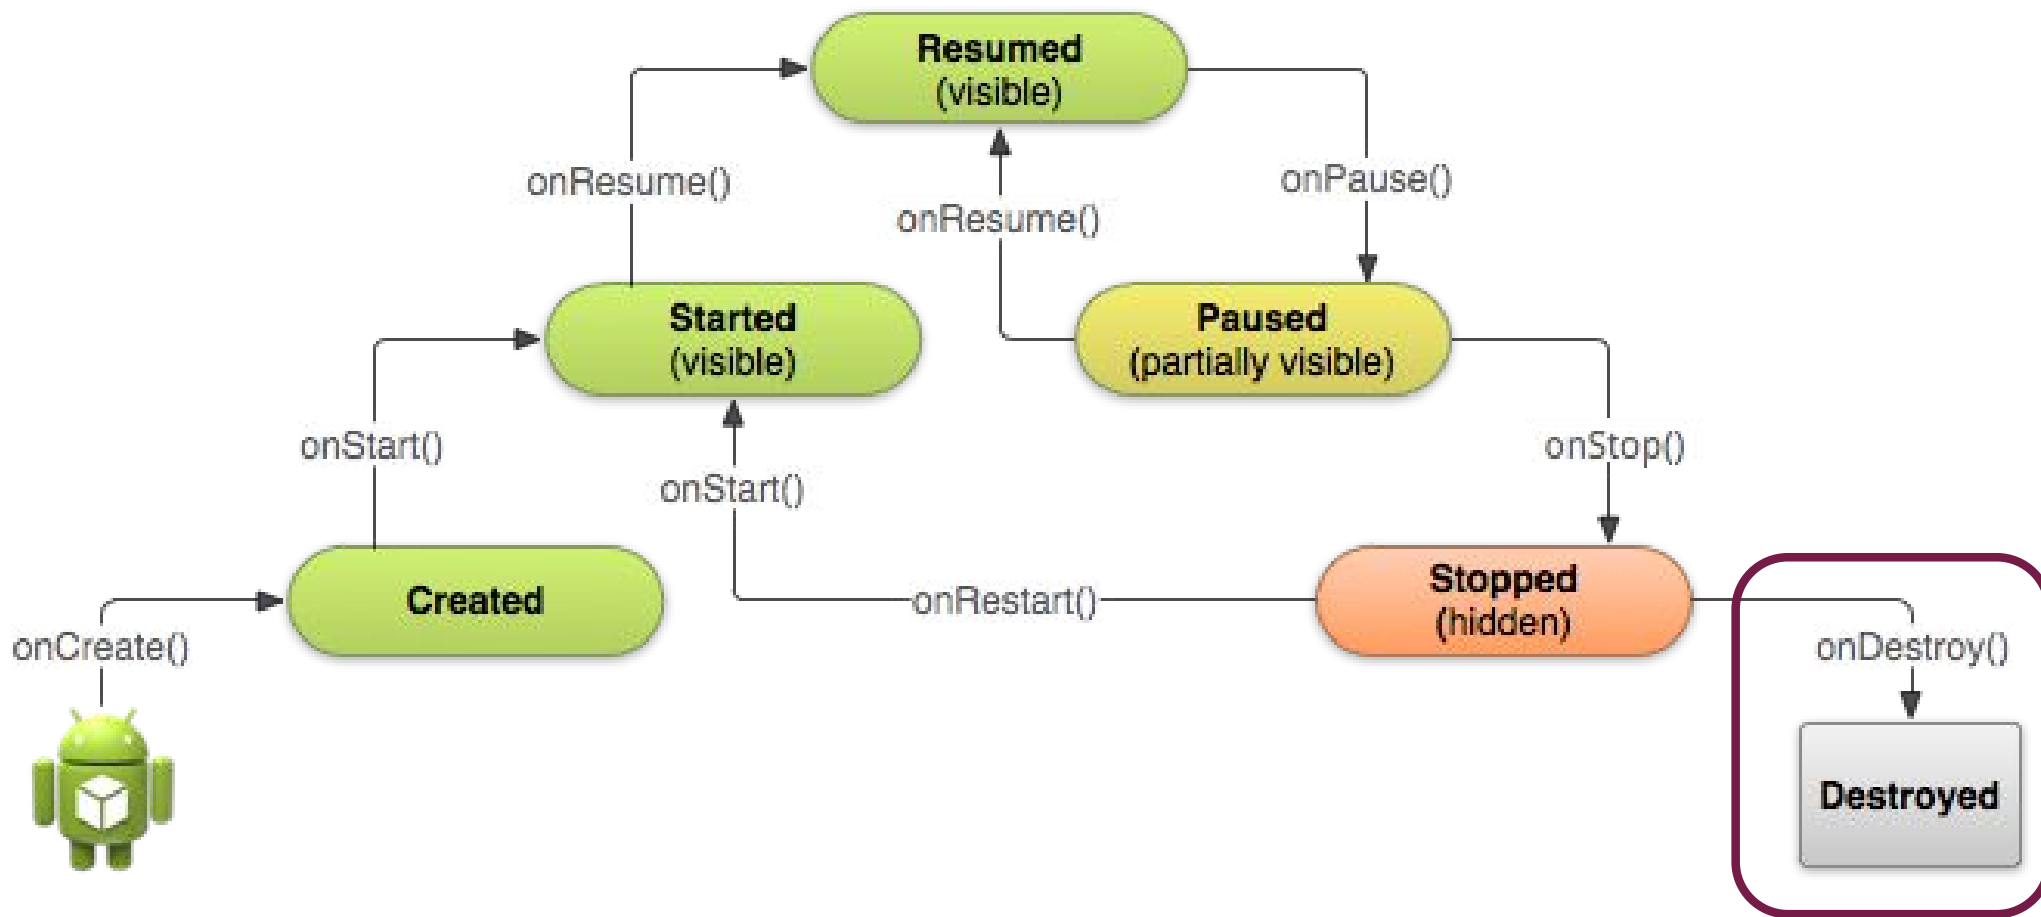 Resumed
(visible)
onResume()
onPause()
onResume()
Started
(visible)
Paused
(partially visible)
onStart()
onStart()
onStop()
Created
onRestart()
Stopped
(hidden)
onCreate()
onDestroy()
Destroyed